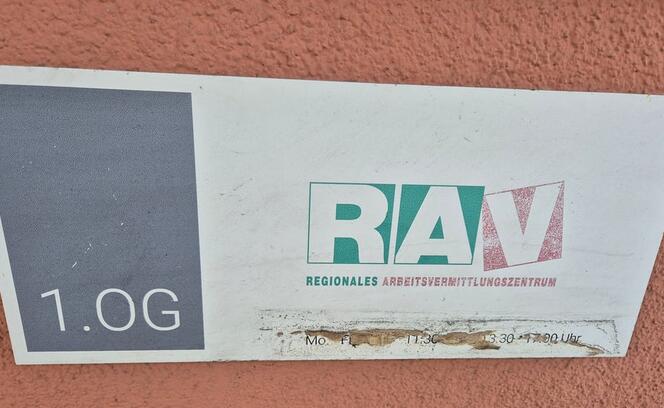 1.OG
RAV
REGIONALES ARBEITSVERMITTLUNGSZENTRUM
Mo. 11.30 17.00 Uhr